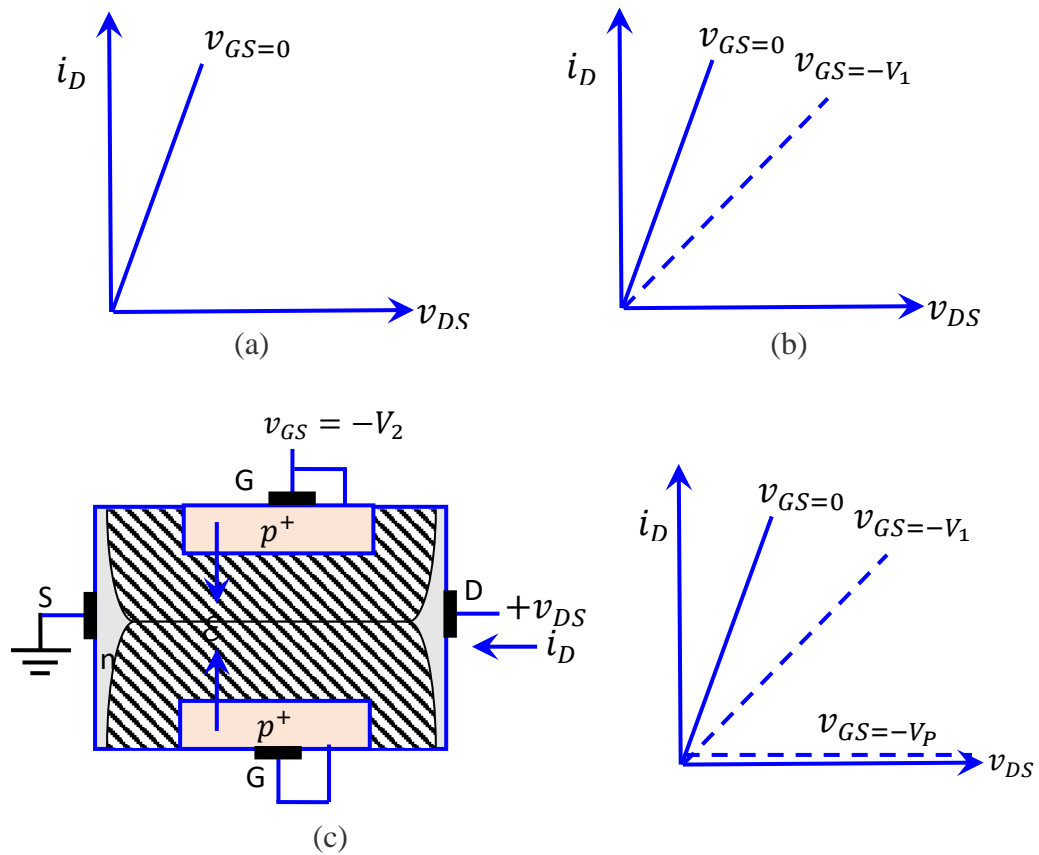 v_{GS=0}
i_D
v_{DS}
(a)
v_{GS=0}
v_{GS=-V_1}
i_D
v_{DS}
(b)
v_{GS} = -V_2
G
p^+
S
D
+v_{DS}
i_D
n
p^+
G
(c)
v_{GS=0}
v_{GS=-V_1}
i_D
v_{GS=-V_P}
v_{DS}